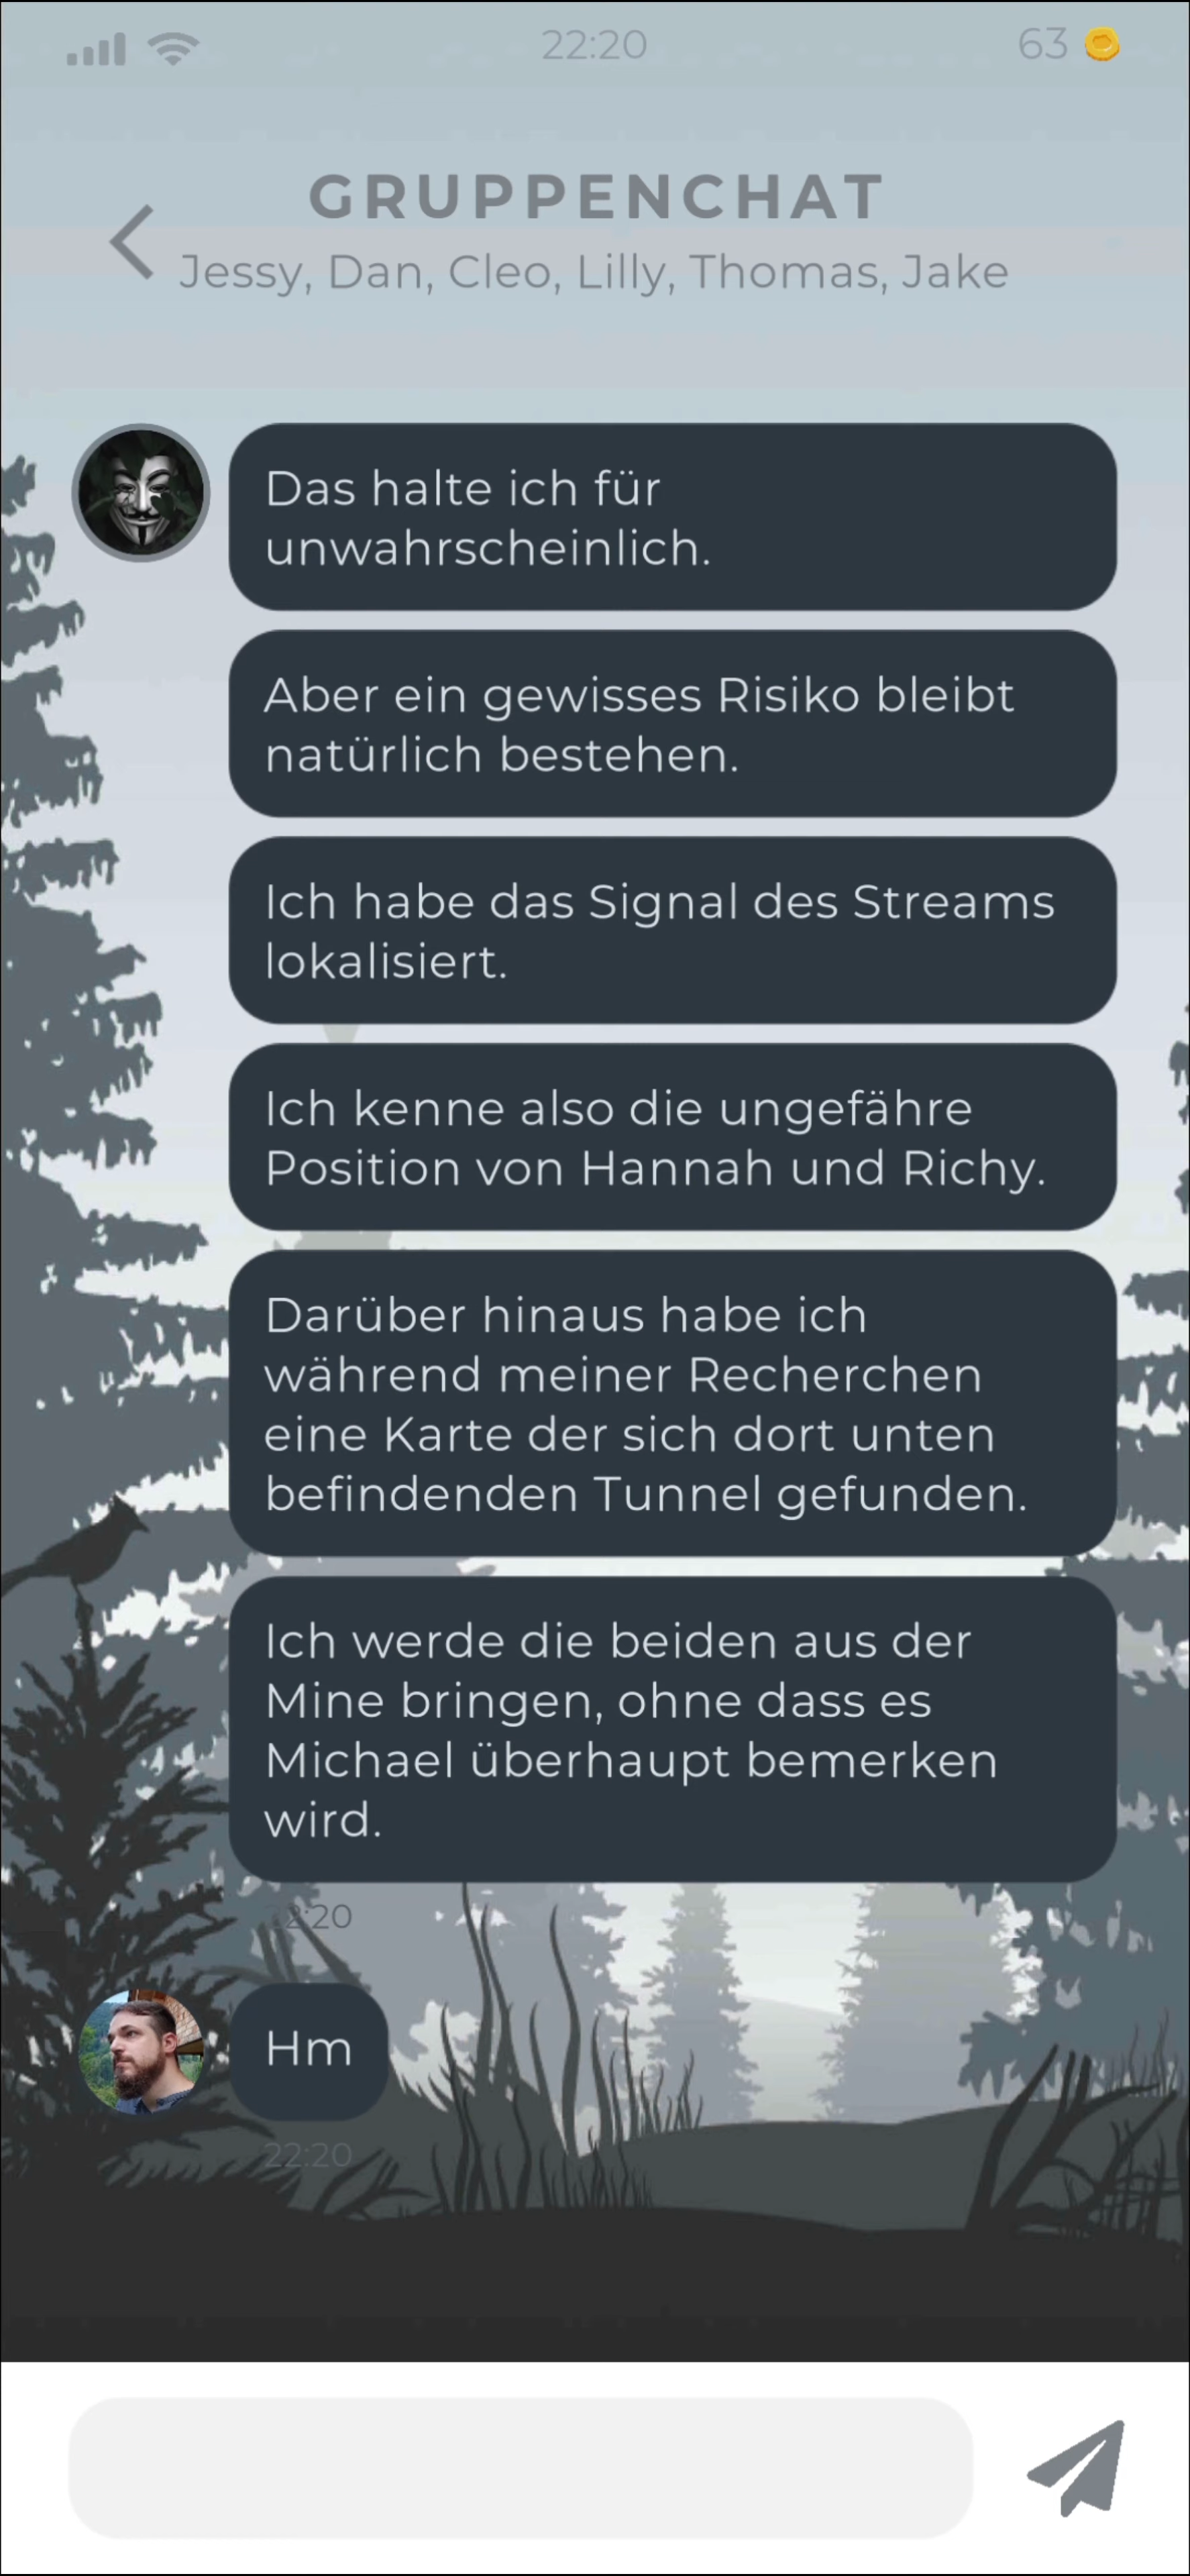 22:20
63
GRUPPENCHAT
Jessy, Dan, Cleo, Lilly, Thomas, Jake
Das halte ich für
unwahrscheinlich.
Aber ein gewisses Risiko bleibt
natürlich bestehen.
Ich habe das Signal des Streams
lokalisiert.
Ich kenne also die ungefähre
Position von Hannah und Richy.
Darüber hinaus habe ich
während meiner Recherchen
eine Karte der sich dort unten
befindenden Tunnel gefunden.
Ich werde die beiden aus der
Mine bringen, ohne dass es
Michael überhaupt bemerken
wird.
22:20
Hm
22:20